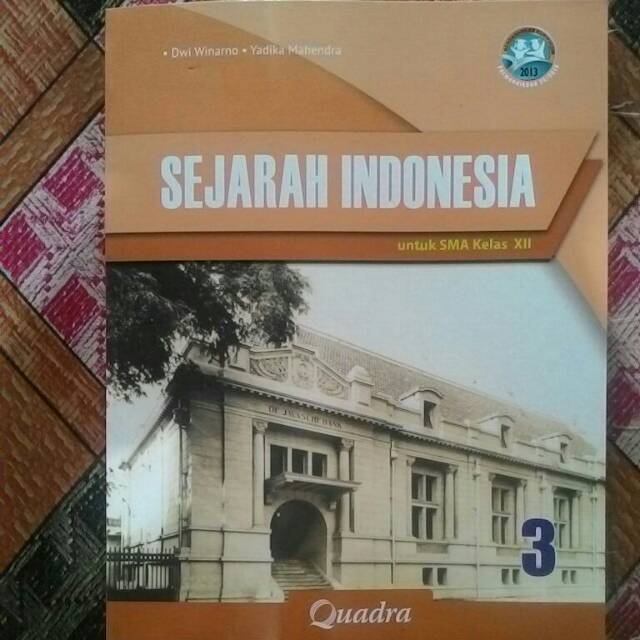 • Dwi Winarno • Yadika Mahendra
2013
SEJARAH INDONESIA
untuk SMA Kelas XII
DE JAVASCHE BANK
3
Quadra